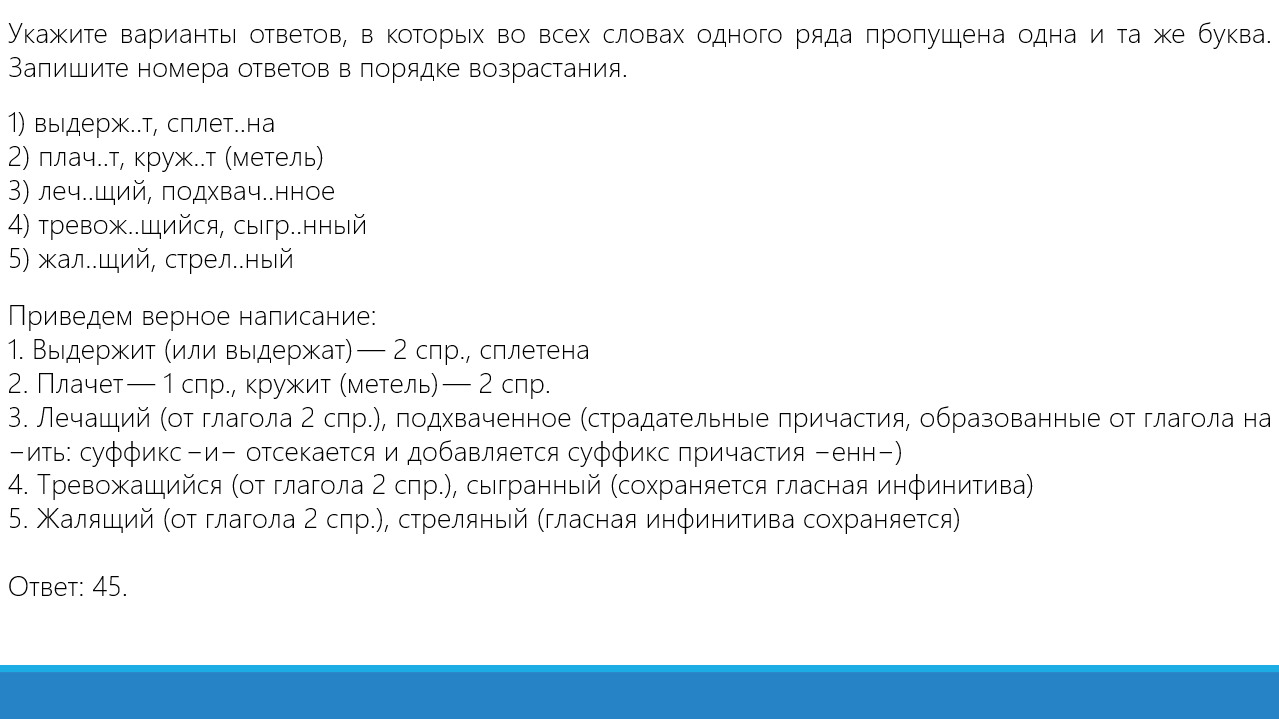 Укажите варианты ответов, в которых во всех словах одного ряда пропущена одна и та же буква.
Запишите номера ответов в порядке возрастания.
1) выдерж..т, сплет..на
2) плач..т, круж..т (метель)
3) леч..щий, подхвач..нное
4) тревож..щийся, сыгр..нный
5) жал..щий, стрел..ный
Приведем верное написание:
1. Выдержит (или выдержат) — 2 спр., сплетена
2. Плачет — 1 спр., кружит (метель) — 2 спр.
3. Лечащий (от глагола 2 спр.), подхваченное (страдательные причастия, образованные от глагола на
−ить: суффикс −и− отсекается и добавляется суффикс причастия −енн−)
4. Тревожащийся (от глагола 2 спр.), сыгранный (сохраняется гласная инфинитива)
5. Жалящий (от глагола 2 спр.), стреляный (гласная инфинитива сохраняется)
Ответ: 45.